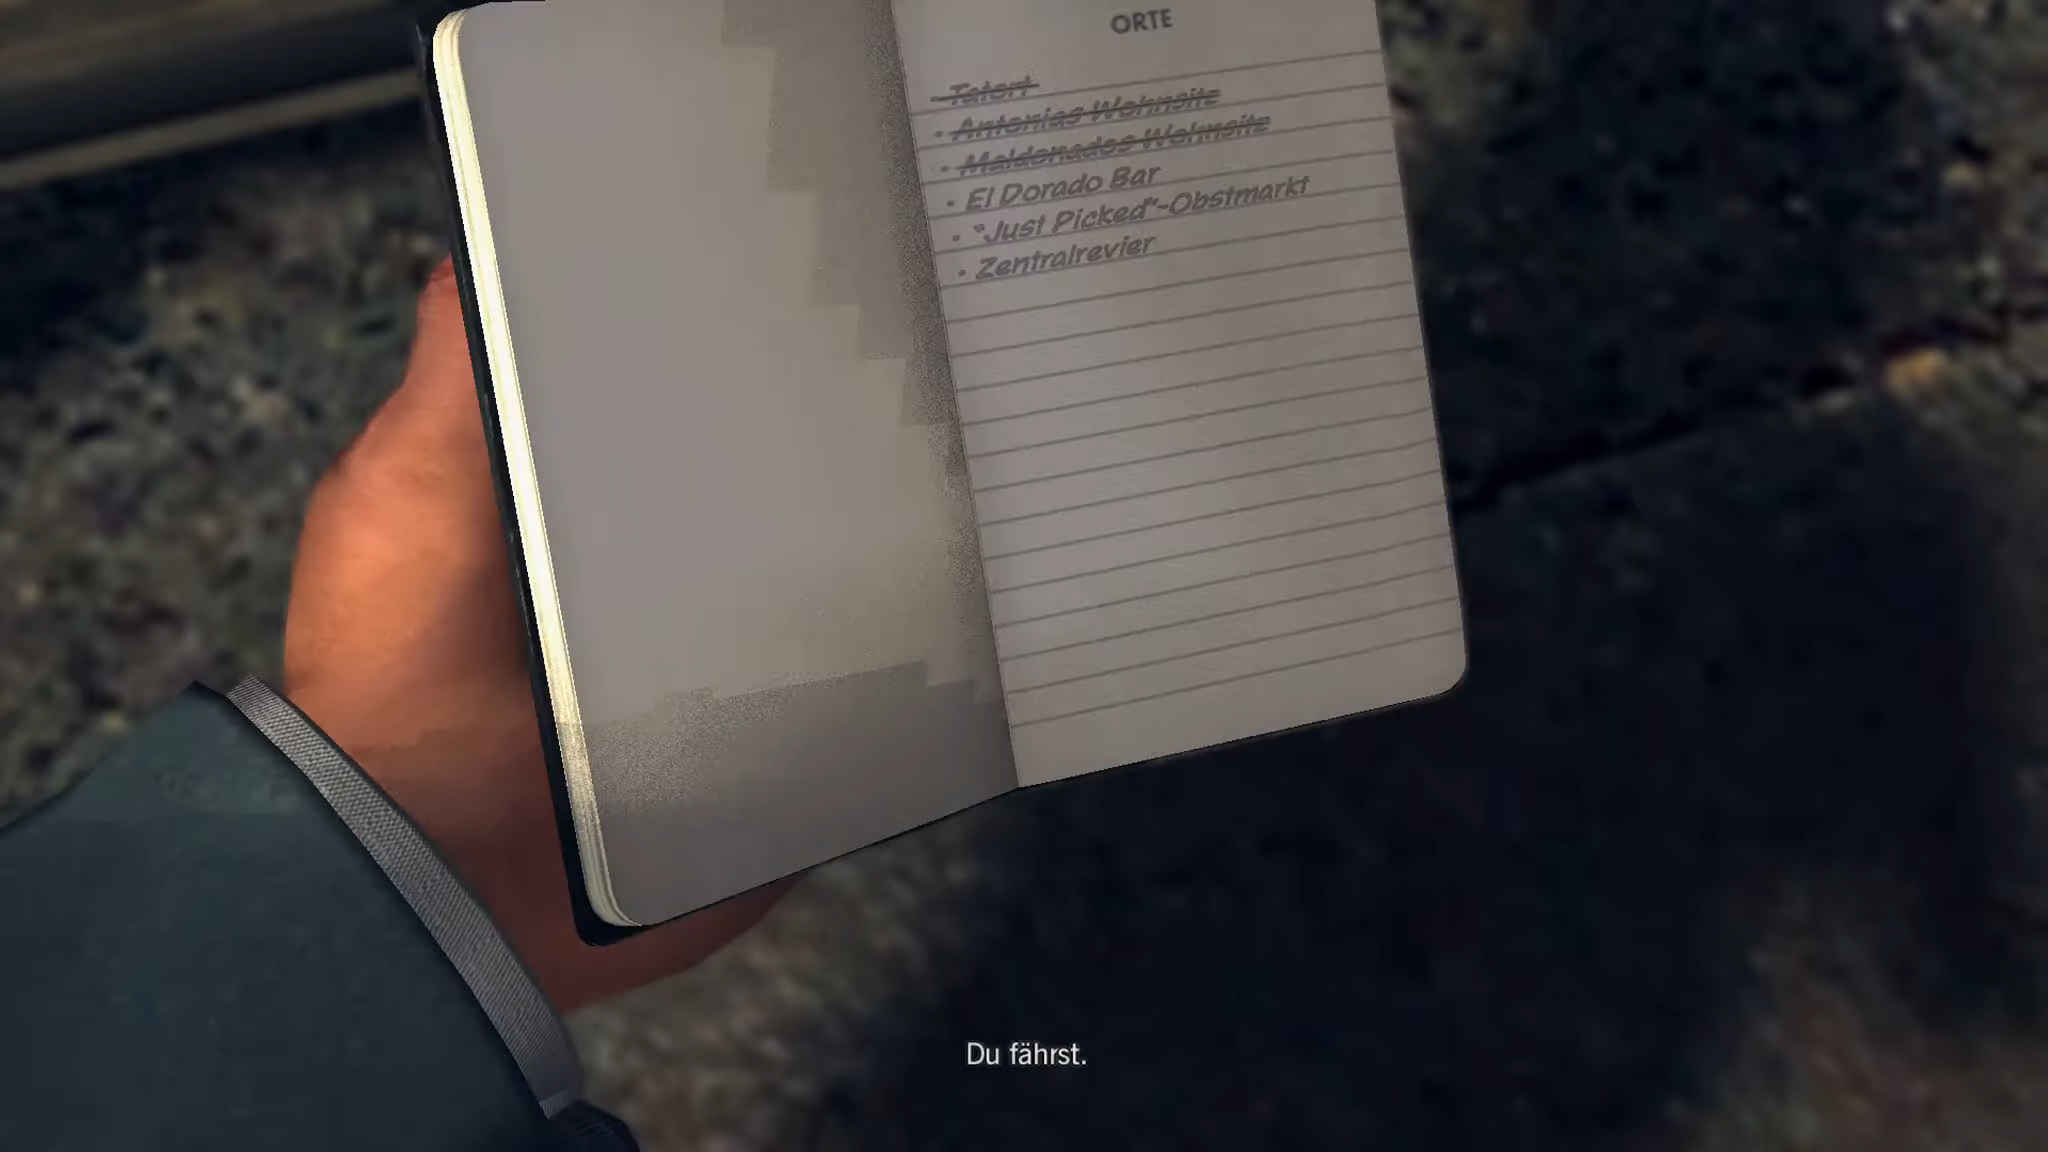 ORTE
- Tatort
• Antonias Wohnsitz
• Maldonados Wohnsitz
• El Dorado Bar
• "Just Picked"-Obstmarkt
• Zentralrevier
Du fährst.